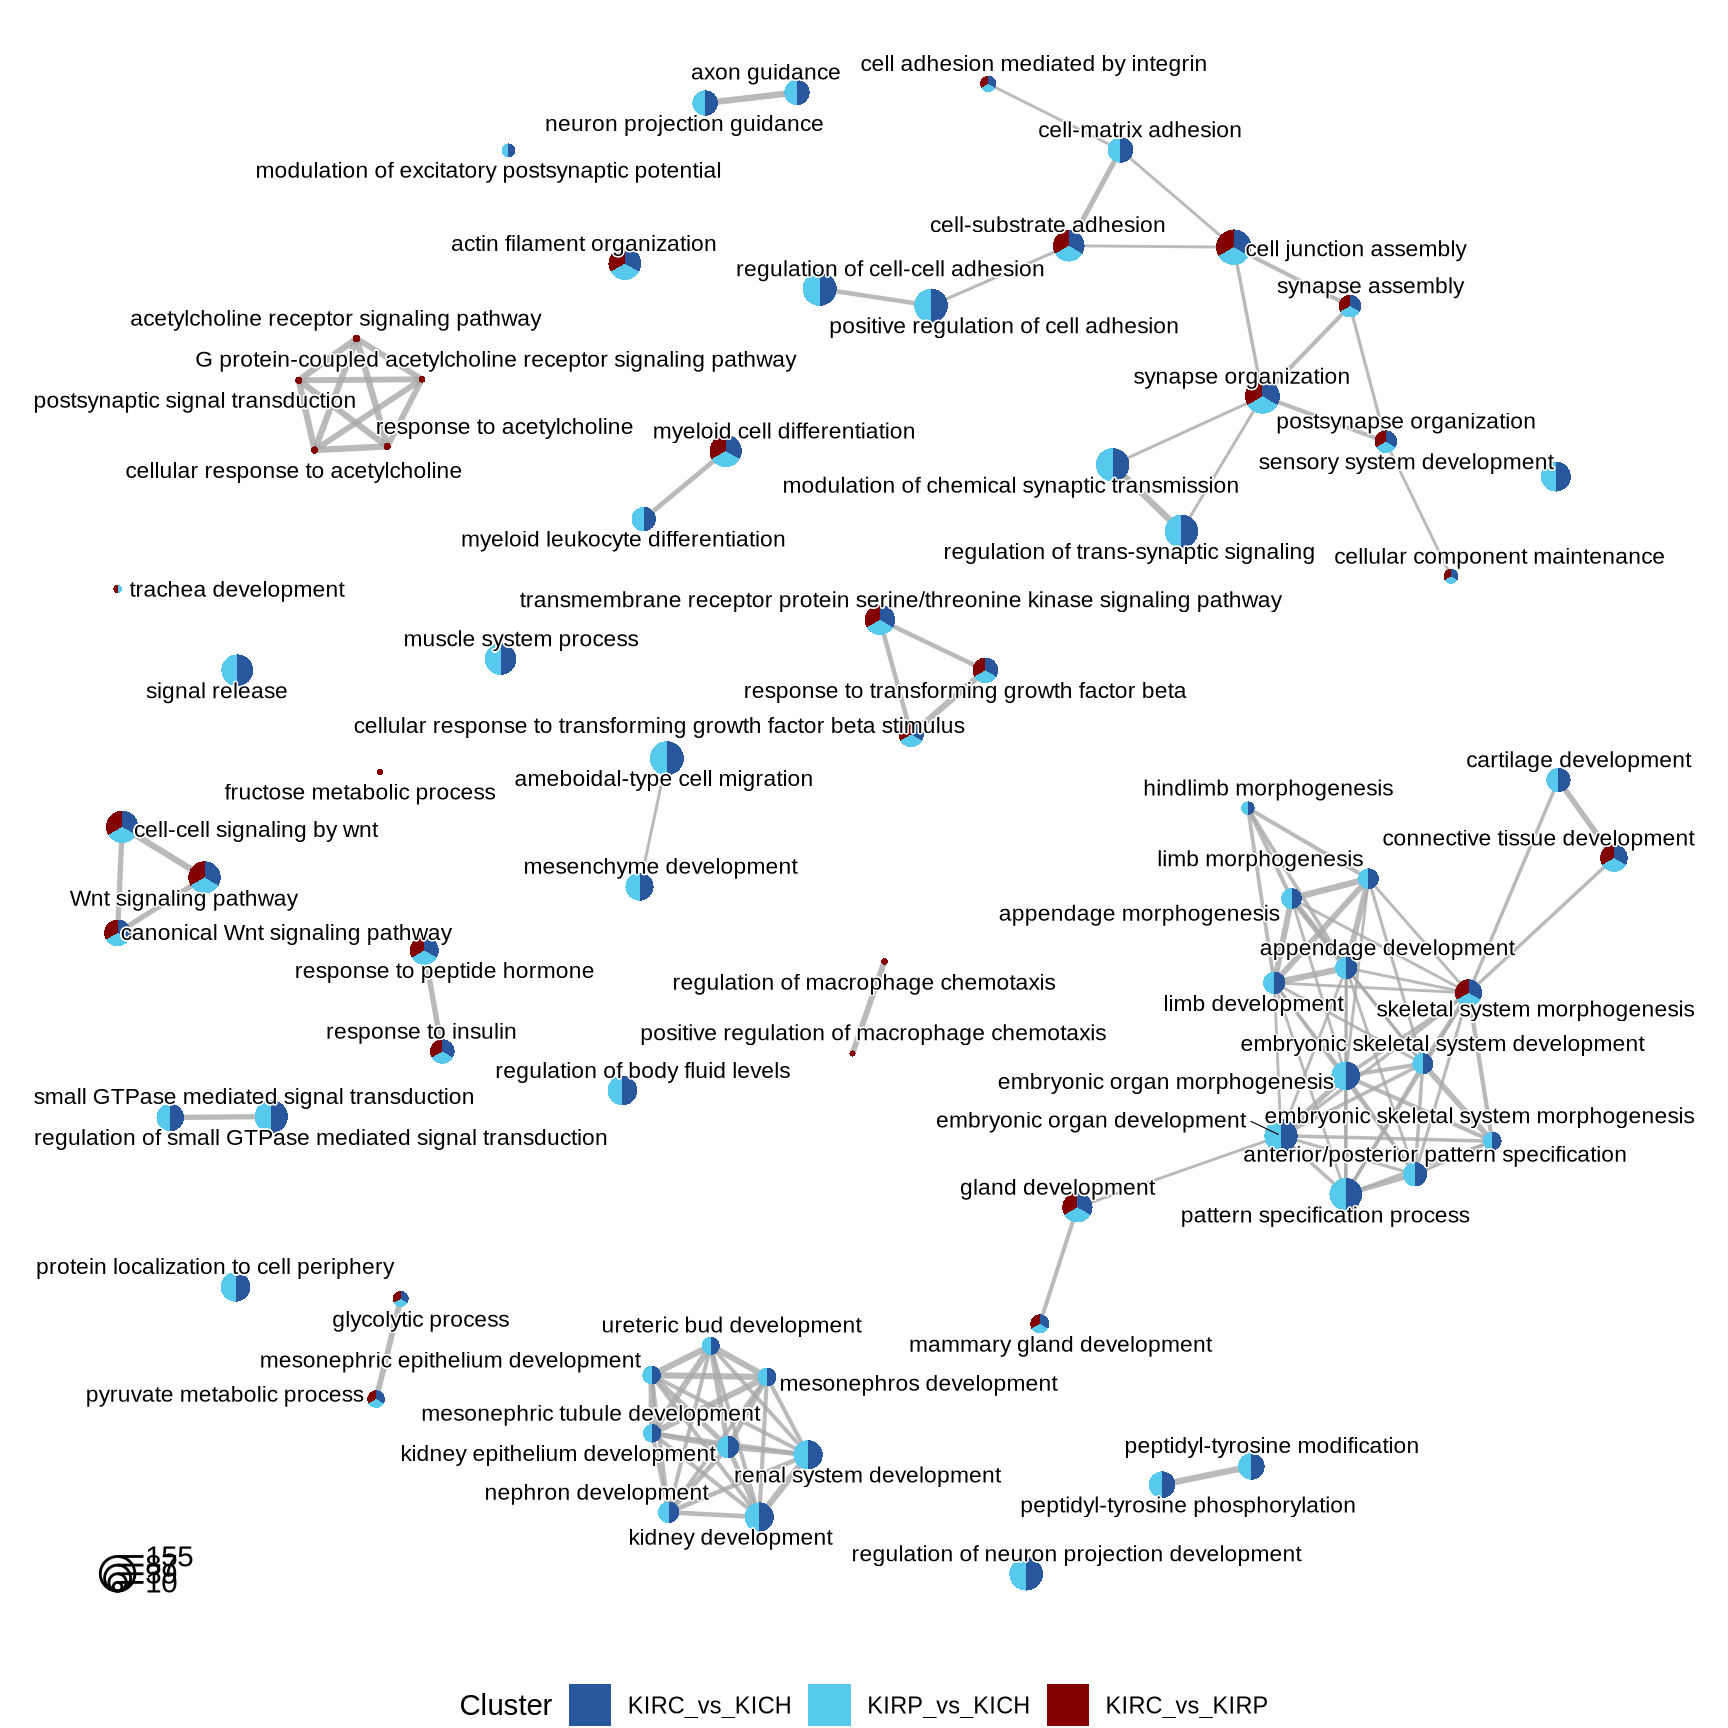 cell adhesion mediated by integrin
axon guidance
neuron projection guidance
cell-matrix adhesion
modulation of excitatory postsynaptic potential
cell-substrate adhesion
actin filament organization
cell junction assembly
regulation of cell-cell adhesion
synapse assembly
acetylcholine receptor signaling pathway
positive regulation of cell adhesion
G protein-coupled acetylcholine receptor signaling pathway
synapse organization
postsynaptic signal transduction
postsynapse organization
response to acetylcholine
myeloid cell differentiation
sensory system development
cellular response to acetylcholine
modulation of chemical synaptic transmission
myeloid leukocyte differentiation
regulation of trans-synaptic signaling
cellular component maintenance
trachea development
transmembrane receptor protein serine/threonine kinase signaling pathway
muscle system process
signal release
response to transforming growth factor beta
cellular response to transforming growth factor beta stimulus
cartilage development
ameboidal-type cell migration
hindlimb morphogenesis
fructose metabolic process
cell-cell signaling by wnt
connective tissue development
limb morphogenesis
mesenchyme development
Wnt signaling pathway
appendage morphogenesis
canonical Wnt signaling pathway
appendage development
response to peptide hormone
regulation of macrophage chemotaxis
limb development
skeletal system morphogenesis
response to insulin
positive regulation of macrophage chemotaxis
embryonic skeletal system development
regulation of body fluid levels
embryonic organ morphogenesis
small GTPase mediated signal transduction
embryonic organ development
embryonic skeletal system morphogenesis
regulation of small GTPase mediated signal transduction
anterior/posterior pattern specification
gland development
pattern specification process
protein localization to cell periphery
glycolytic process
ureteric bud development
mammary gland development
mesonephric epithelium development
mesonephros development
pyruvate metabolic process
mesonephric tubule development
kidney epithelium development
peptidyl-tyrosine modification
renal system development
nephron development
peptidyl-tyrosine phosphorylation
kidney development
regulation of neuron projection development
155
10
Cluster KIRC_vs_KICH KIRP_vs_KICH KIRC_vs_KIRP